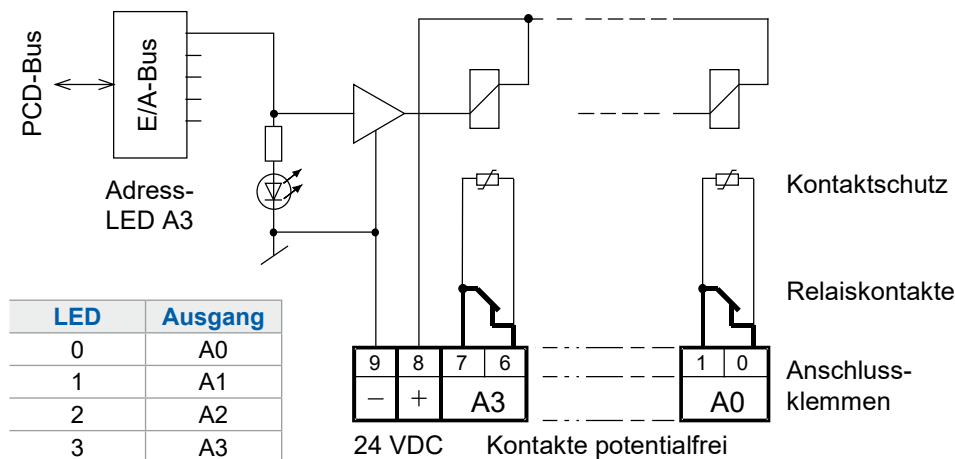 PCD-Bus
E/A-Bus
Adress-
LED A3
Kontaktschutz
Relaiskontakte
LED Ausgang
0 A0
1 A1
2 A2
3 A3
9 8 7 6
– + A3
1 0
A0
Anschluss-
klemmen
24 VDC Kontakte potentialfrei